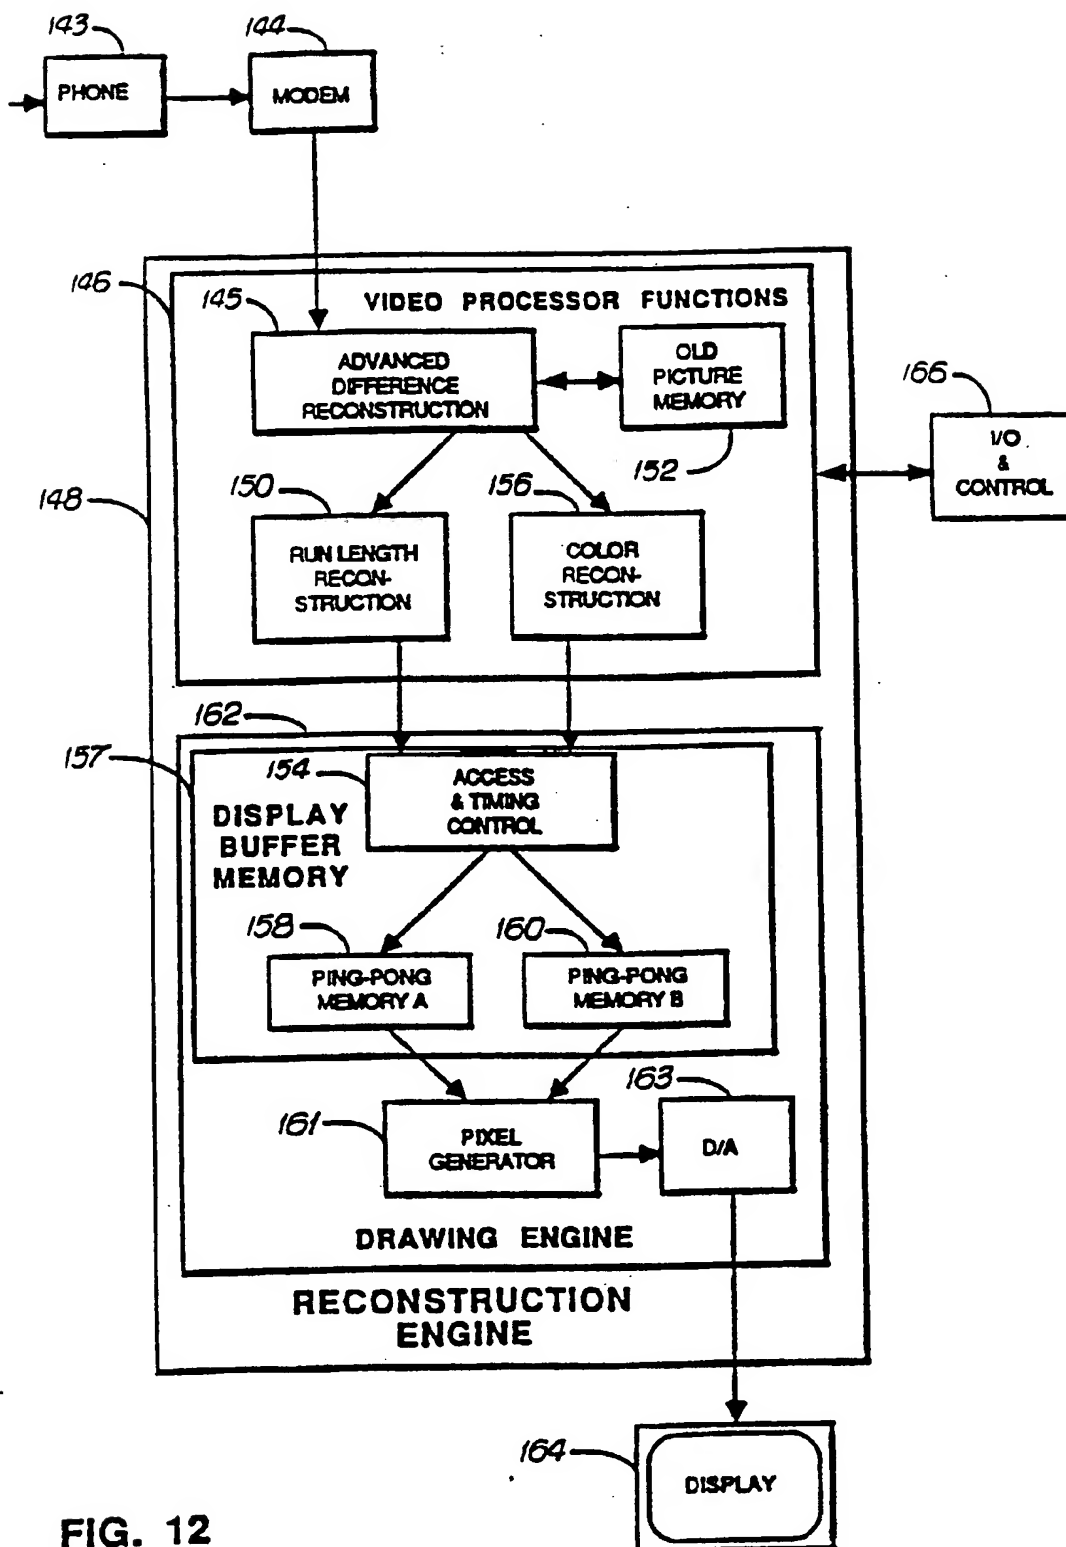 143
144
PHONE
MODEM
146
145
VIDEO PROCESSOR FUNCTIONS
ADVANCED
DIFFERENCE
RECONSTRUCTION
OLD
PICTURE
MEMORY
166
I/O
&
CONTROL
152
148
150
156
RUN LENGTH
RECON-
STRUCTION
COLOR
RECON-
STRUCTION
162
157
154
ACCESS
& TIMING
CONTROL
DISPLAY
BUFFER
MEMORY
158
160
PING-PONG
MEMORY A
PING-PONG
MEMORY B
163
161
PIXEL
GENERATOR
D/A
DRAWING ENGINE
RECONSTRUCTION
ENGINE
164
DISPLAY
FIG. 12